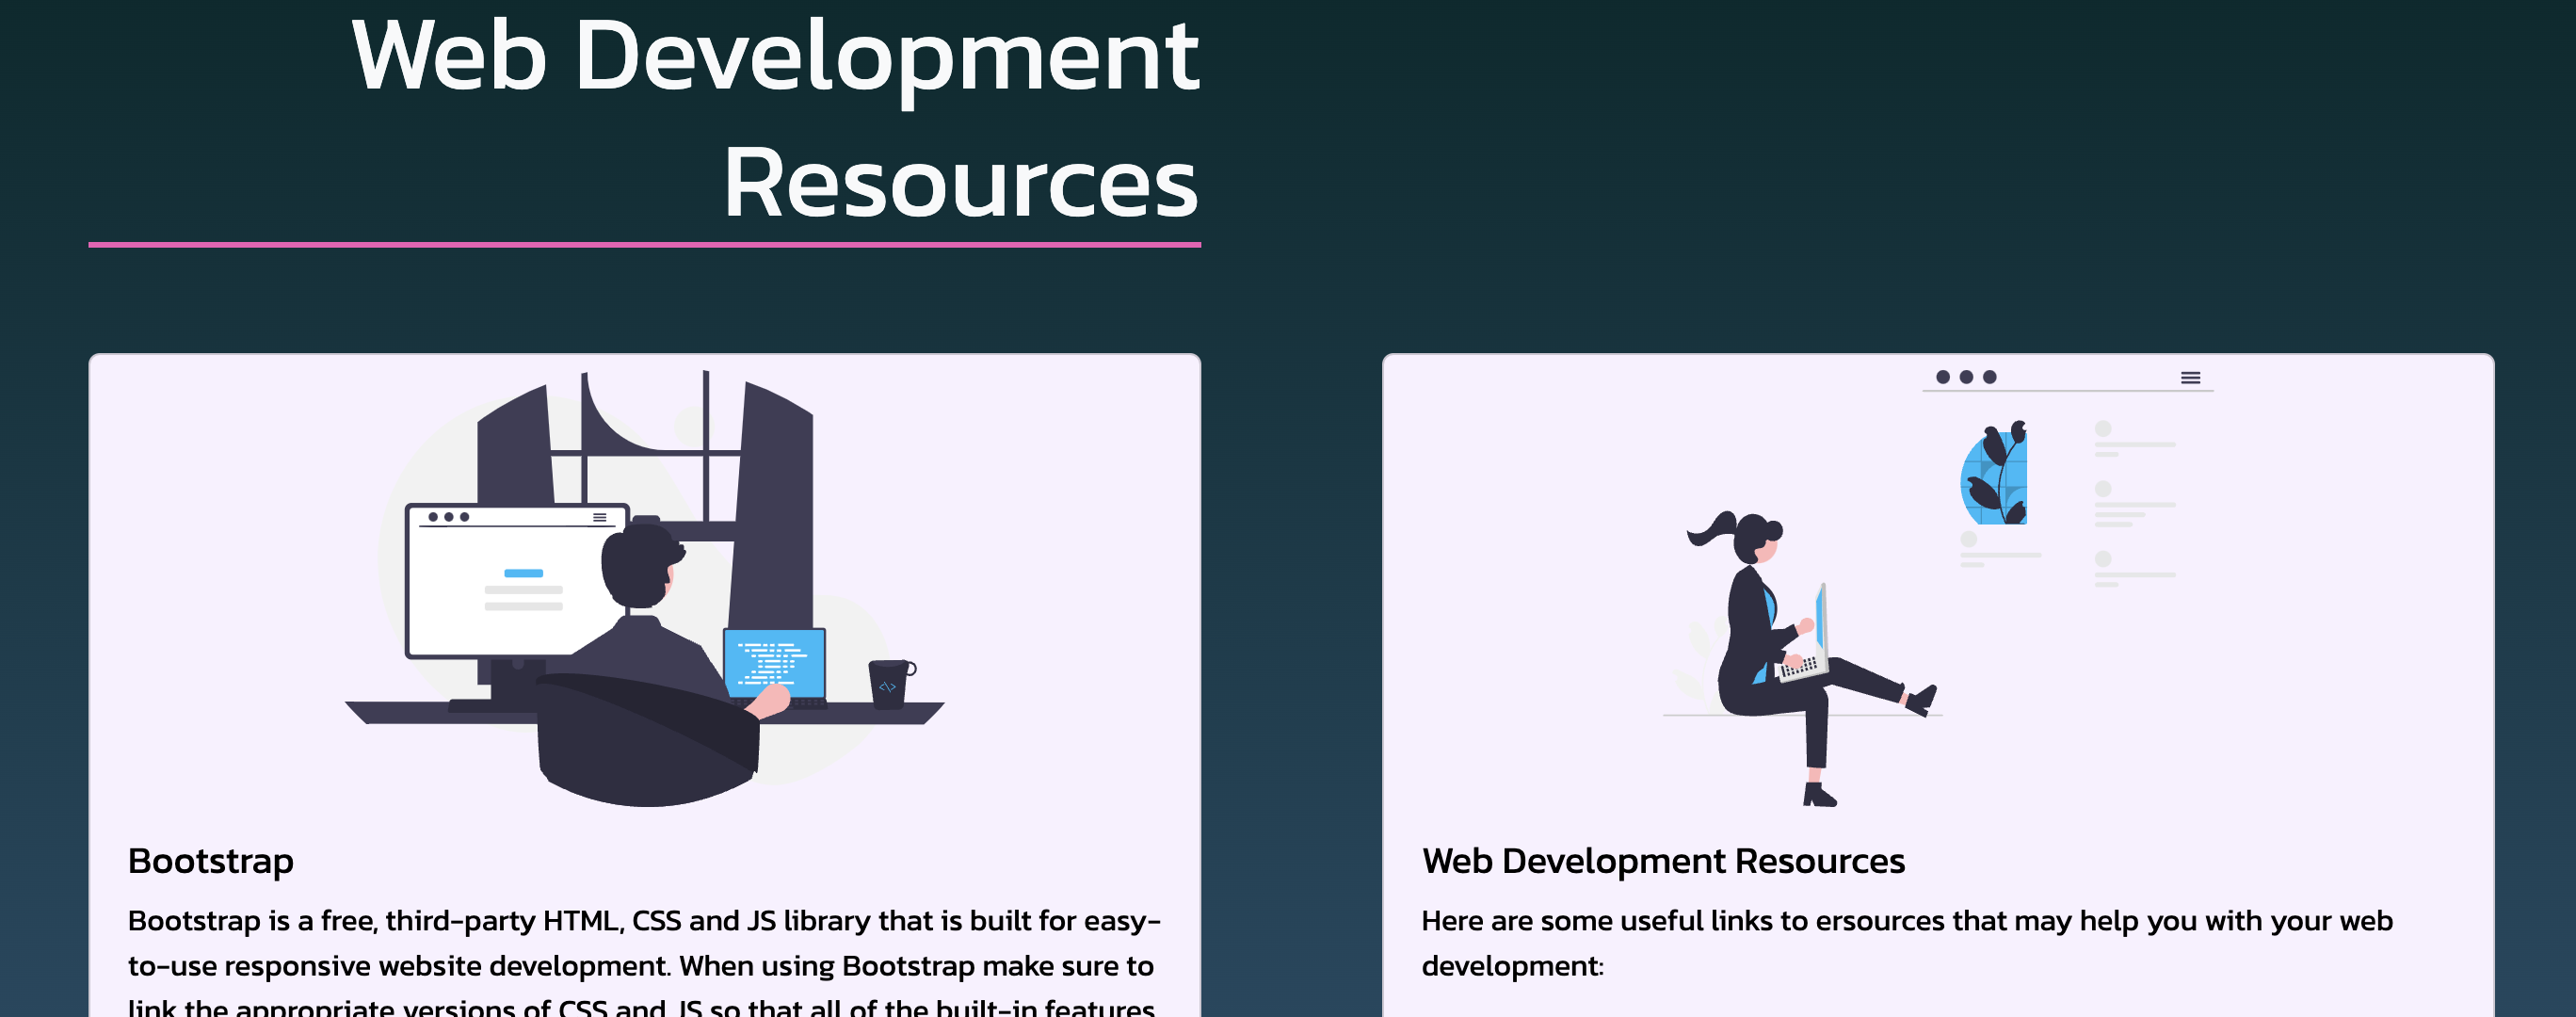 Web Development
Resources
Bootstrap
Bootstrap is a free, third-party HTML, CSS and JS library that is built for easy-
to-use responsive website development. When using Bootstrap make sure to
link the appropriate versions of CSS and JS so that all of the built-in features
Web Development Resources
Here are some useful links to ersources that may help you with your web
development: